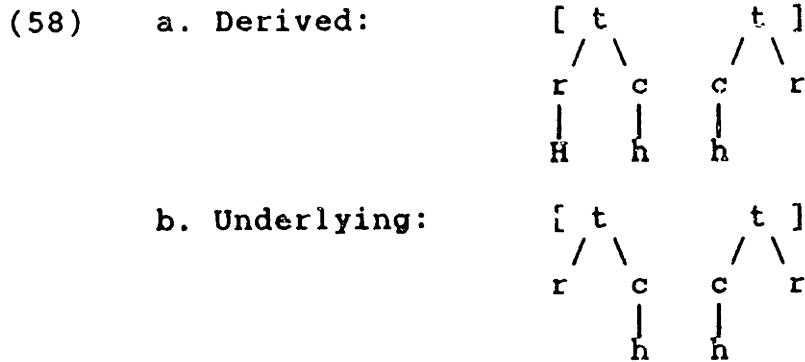 (58) a. Derived: [ t t ]
/ \ / \
r c c r
| | |
H h h
b. Underlying: [ t t ]
/ \ / \
r c c r
| |
h h